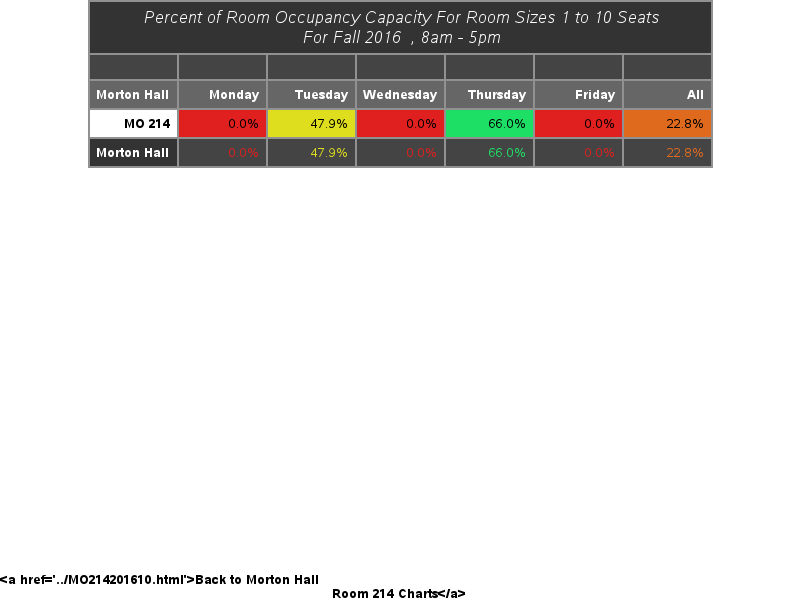 Percent of Room Occupancy Capacity For Room Sizes 1 to 10 Seats
For Fall 2016 , 8am - 5pm
Morton Hall Monday Tuesday Wednesday Thursday Friday All
MO 214 0.0% 47.9% 0.0% 66.0% 0.0% 22.8%
Morton Hall 0.0% 47.9% 0.0% 66.0% 0.0% 22.8%
<a href='../MO214201610.html'>Back to Morton Hall
Room 214 Charts</a>